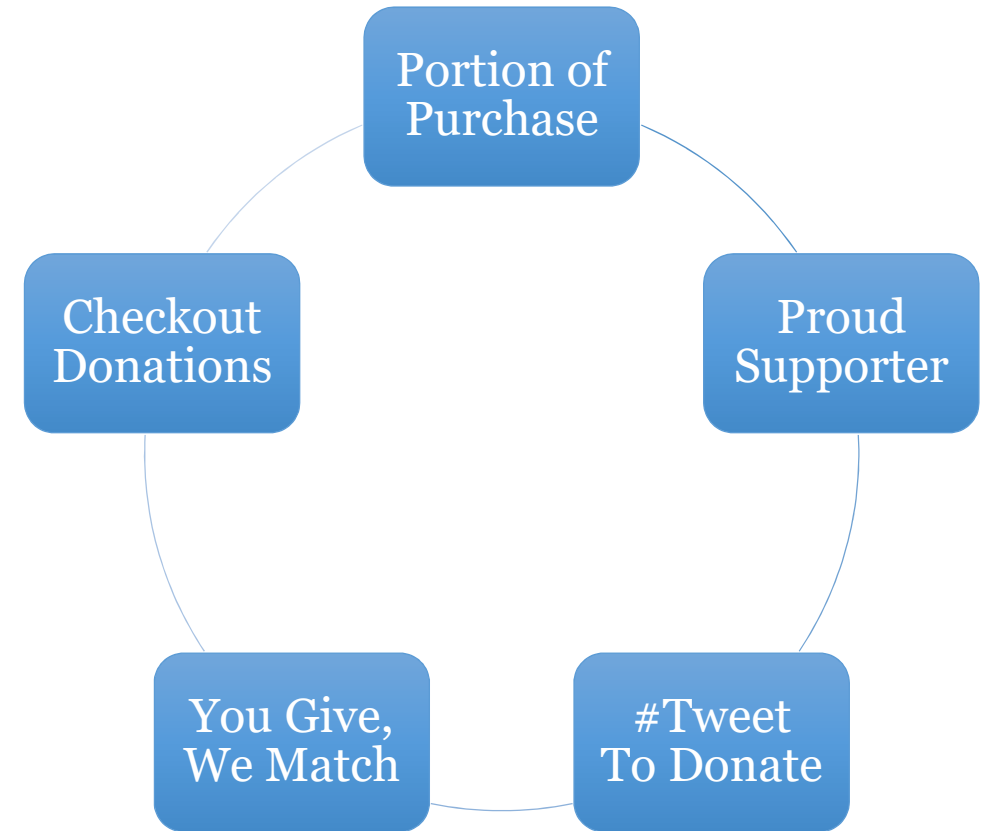 Portion of
Purchase
Proud
Supporter
#Tweet
To Donate
You Give,
We Match
Checkout
Donations